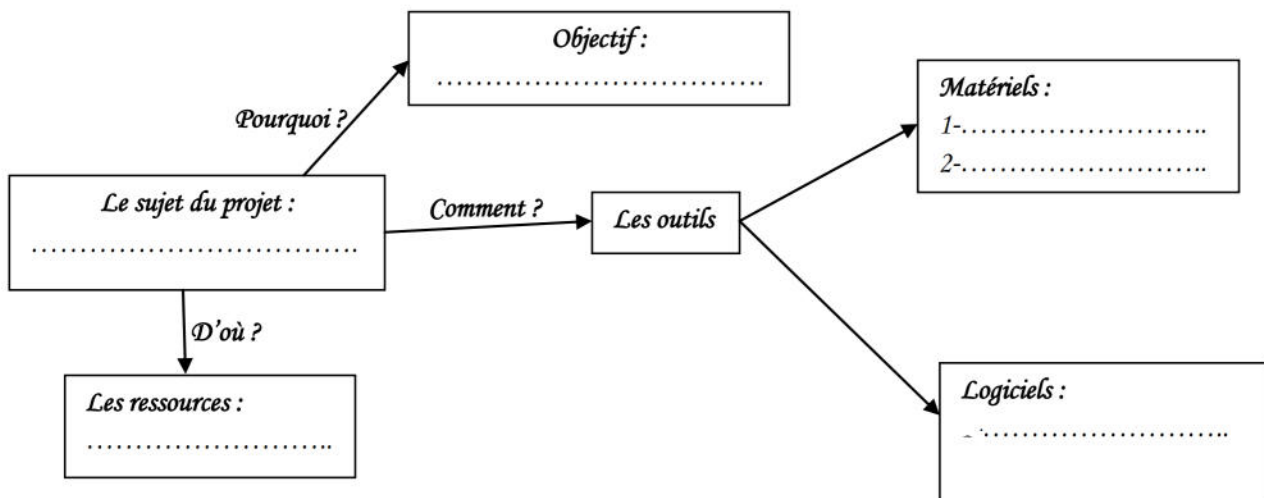 Objectif :
……………………………….
Pourquoi ?
Matériels :
1-………………………..
2-………………………..
Le sujet du projet :
……………………………….
Comment ?
Les outils
D'où ?
Les ressources :
………………………..
Logiciels :
………………………..